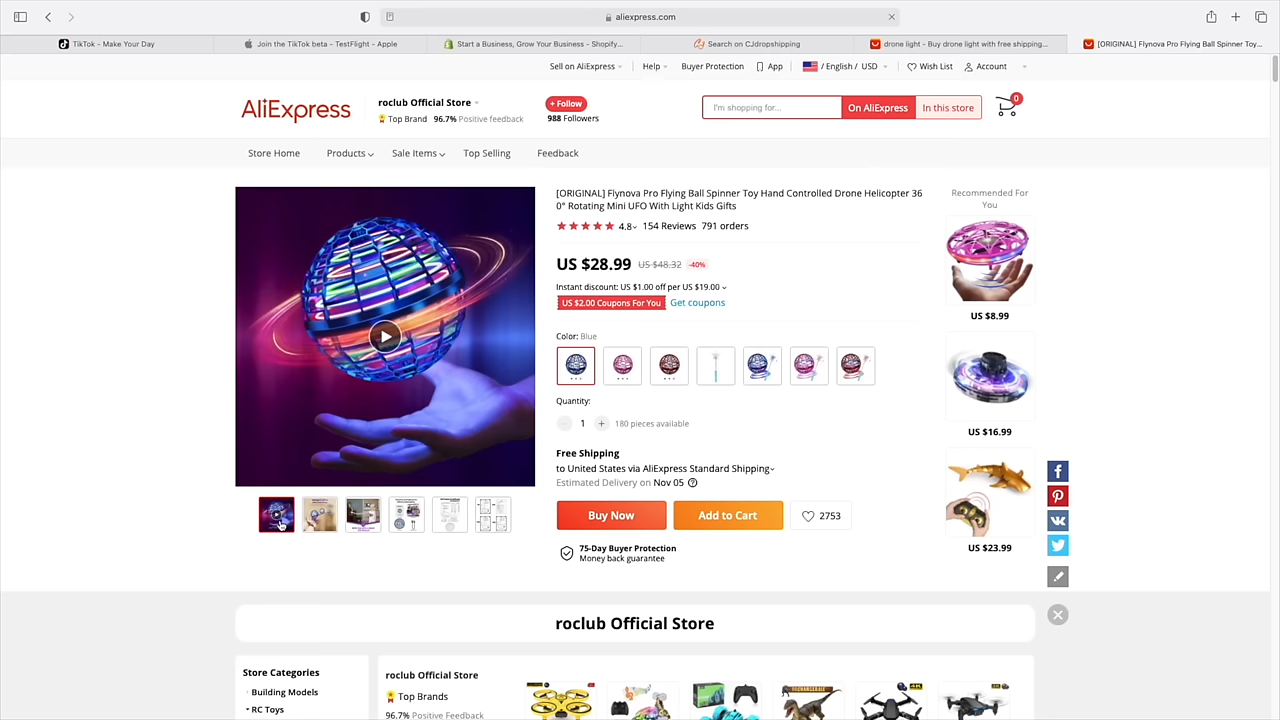 aliexpress.com
TikTok - Make Your Day
Join the TikTok beta - TestFlight - Apple
Start a Business, Grow Your Business - Shopify...
Search on CJdropshipping
drone light - Buy drone light with free shipping...
[ORIGINAL] Flynova Pro Flying Ball Spinner Toy...
Sell on AliExpress
Help
Buyer Protection
App
/ English / USD
Wish List
Account
AliExpress
roclub Official Store
Top Brand 96.7% Positive feedback
+ Follow
988 Followers
I'm shopping for...
On AliExpress
In this store
0
Store Home
Products
Sale Items
Top Selling
Feedback
[ORIGINAL] Flynova Pro Flying Ball Spinner Toy Hand Controlled Drone Helicopter 36
0° Rotating Mini UFO With Light Kids Gifts
4.8 154 Reviews 791 orders
US $28.99 US $48.32 -40%
Instant discount: US $1.00 off per US $19.00
US $2.00 Coupons For You Get coupons
Color: Blue
Quantity:
1 + 180 pieces available
Free Shipping
to United States via AliExpress Standard Shipping
Estimated Delivery on Nov 05
Buy Now
Add to Cart
2753
75-Day Buyer Protection
Money back guarantee
Recommended For
You
US $8.99
US $16.99
US $23.99
roclub Official Store
Store Categories
Building Models
RC Toys
roclub Official Store
Top Brands
96.7% Positive Feedback
4K